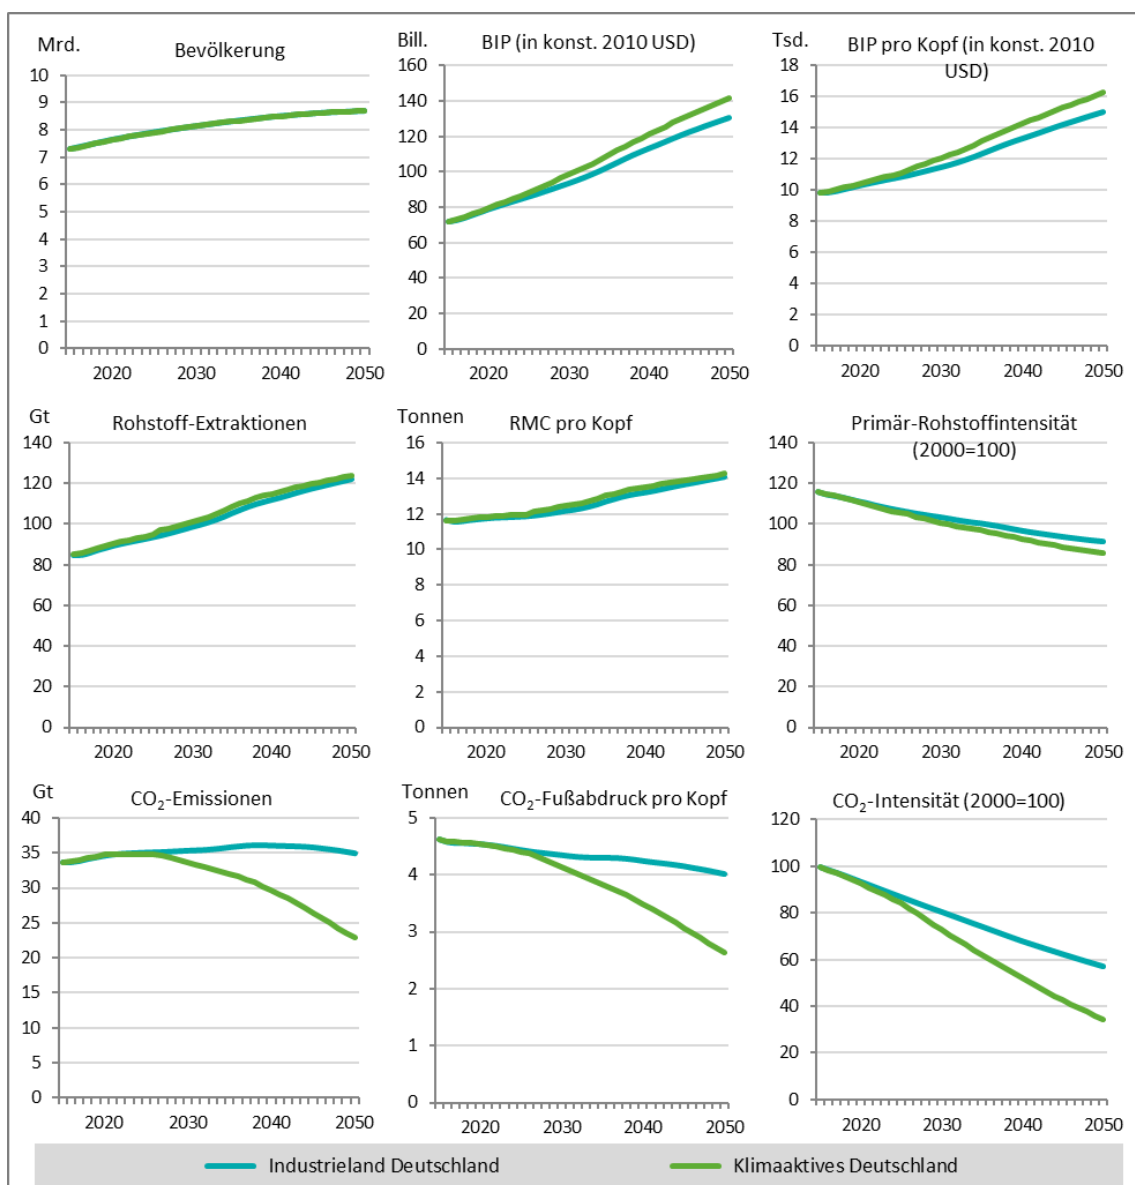 Mrd.
Bevölkerung
10
9
8
7
6
5
4
3
2
1
0
2020 2030 2040 2050
Bill.
BIP (in konst. 2010 USD)
160
140
120
100
80
60
40
20
0
2020 2030 2040 2050
Tsd.
BIP pro Kopf (in konst. 2010
USD)
18
16
14
12
10
8
6
4
2
0
2020 2030 2040 2050
Gt
Rohstoff-Extraktionen
140
120
100
80
60
40
20
0
2020 2030 2040 2050
Tonnen
RMC pro Kopf
16
14
12
10
8
6
4
2
0
2020 2030 2040 2050
Primär-Rohstoffintensität
(2000=100)
140
120
100
80
60
40
20
0
2020 2030 2040 2050
Gt
CO₂-Emissionen
40
35
30
25
20
15
10
5
0
2020 2030 2040 2050
Tonnen
CO₂-Fußabdruck pro Kopf
5
4
3
2
1
0
2020 2030 2040 2050
CO₂-Intensität (2000=100)
120
100
80
60
40
20
0
2020 2030 2040 2050
Industrieland Deutschland
Klimaaktives Deutschland